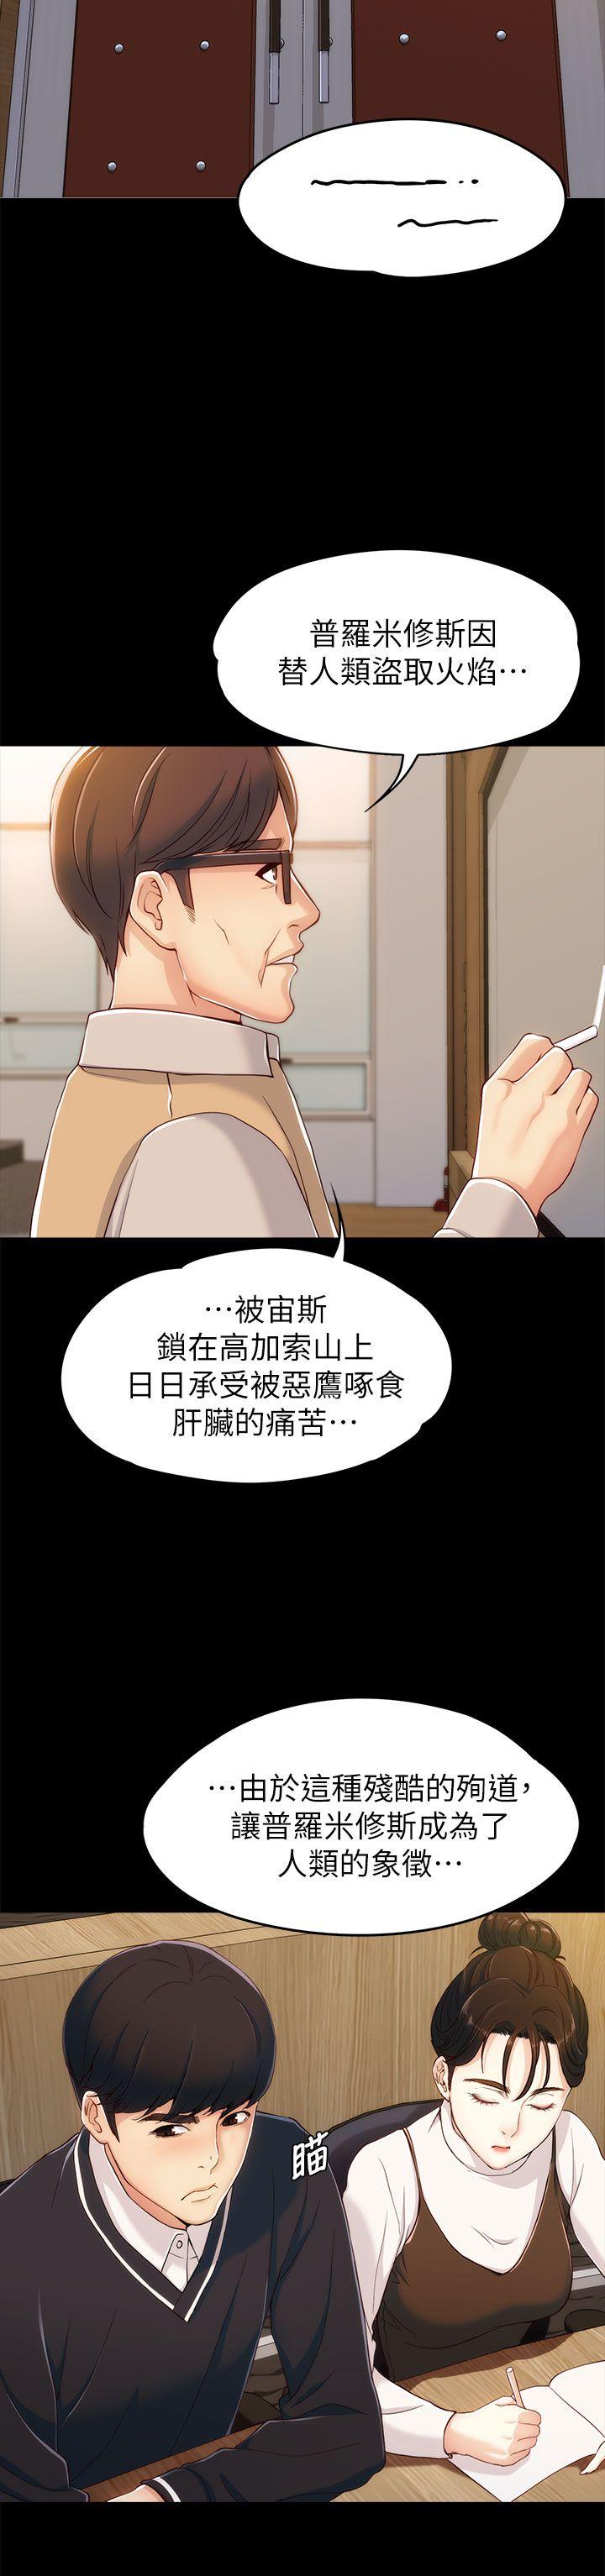 普羅米修斯因
替人類盜取火焰⋯
⋯被宙斯
鎖在高加索山上
日日承受被惡鷹啄食
肝臟的痛苦⋯
⋯由於這種殘酷的殉道，
讓普羅米修斯成為了
人類的象徵⋯
瞄